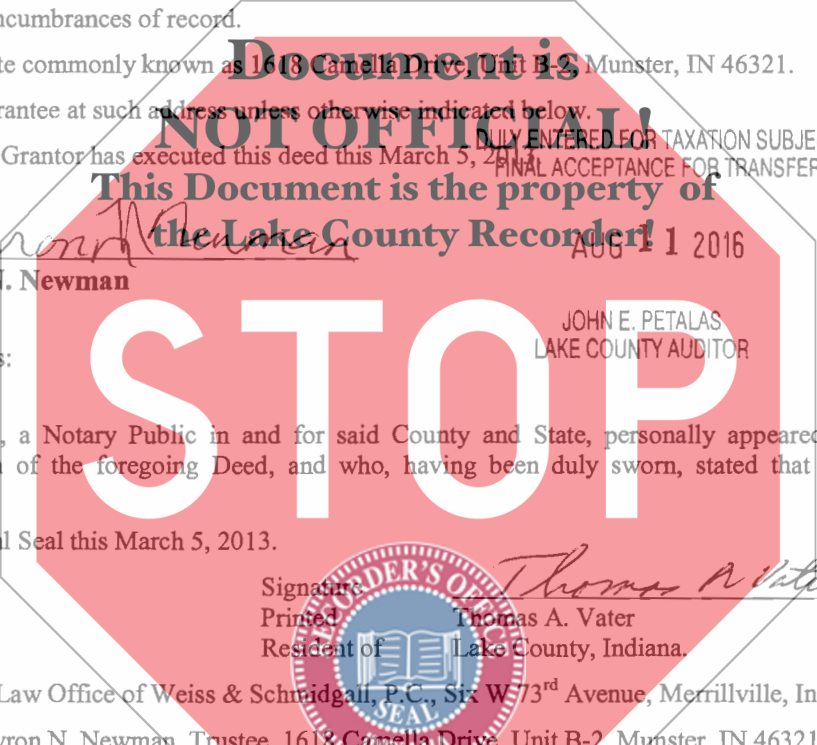 ncumbrances of record.
Document is
te commonly known as 1618 Camella Drive, Unit B-2, Munster, IN 46321.
rantee at such address unless otherwise indicated below.
NOT OFFICIAL!
DULY ENTERED FOR TAXATION SUBJE
Grantor has executed this deed this March 5, 2013.
FINAL ACCEPTANCE FOR TRANSFER
This Document is the property of
the Lake County Recorder!
ron N Newman
AUG 11 2016
N. Newman
STOP
JOHN E. PETALAS
LAKE COUNTY AUDITOR
s:
, a Notary Public in and for said County and State, personally appeared
n of the foregoing Deed, and who, having been duly sworn, stated that
al Seal this March 5, 2013.
RECORDER'S OFFICE
Signature Thomas A Vate
Printed Thomas A. Vater
Resident of Lake County, Indiana.
SEAL
Law Office of Weiss & Schmidgall, P.C., Six W 73rd Avenue, Merrillville, In
yron N. Newman, Trustee, 1618 Camella Drive, Unit B-2, Munster, IN 46321